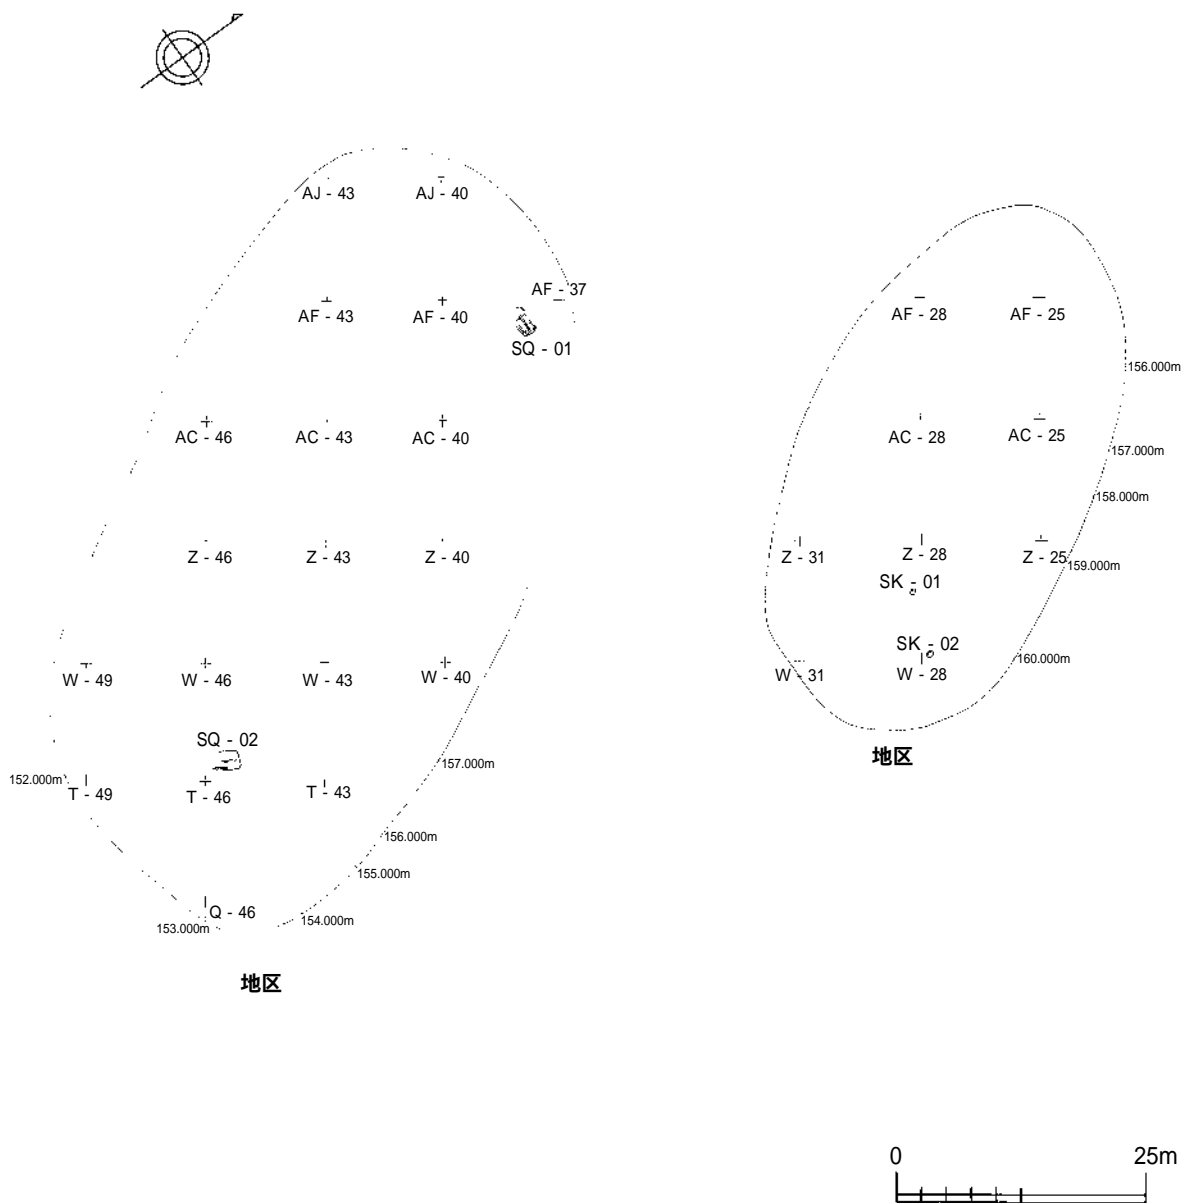 AJ - 43
AJ - 40
AF - 37
AF - 43
AF - 40
SQ - 01
AC - 46
AC - 43
AC - 40
Z - 46
Z - 43
Z - 40
W - 49
W - 46
W - 43
W - 40
SQ - 02
157.000m
152.000m
T - 49
T - 46
T - 43
156.000m
155.000m
Q - 46
154.000m
153.000m
地区
AF - 28
AF - 25
156.000m
AC - 28
AC - 25
157.000m
158.000m
Z - 31
Z - 28
Z - 25
159.000m
SK - 01
SK - 02
160.000m
W - 31
W - 28
地区
0
25m